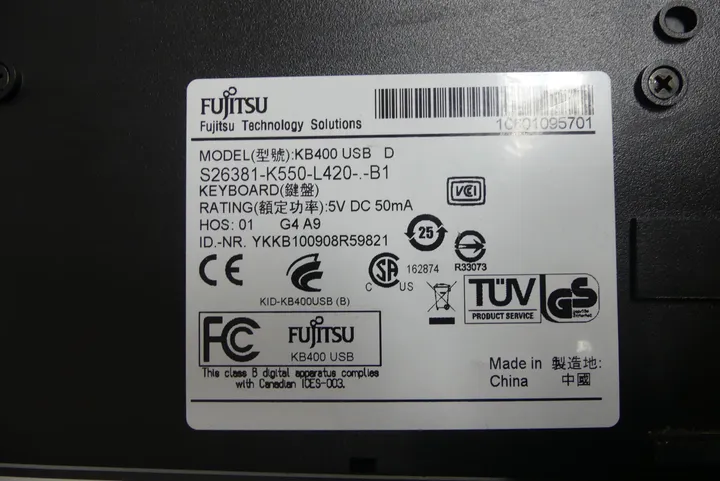 FUJITSU
Fujitsu Technology Solutions
MODEL(型號):KB400 USB D
S26381-K550-L420-.-B1
KEYBOARD(鍵盤)
RATING(額定功率):5V DC 50mA
HOS: 01 G4 A9
ID.-NR. YKKB100908R59821
VCCI
25
R33073
C US
162874
KID-KB400USB (B)
TÜV
PRODUCT SERVICE
GS
FC
FUJITSU
KB400 USB
This class B digital apparatus complies
with Canadian ICES-003.
Made in 製造地:
China 中國